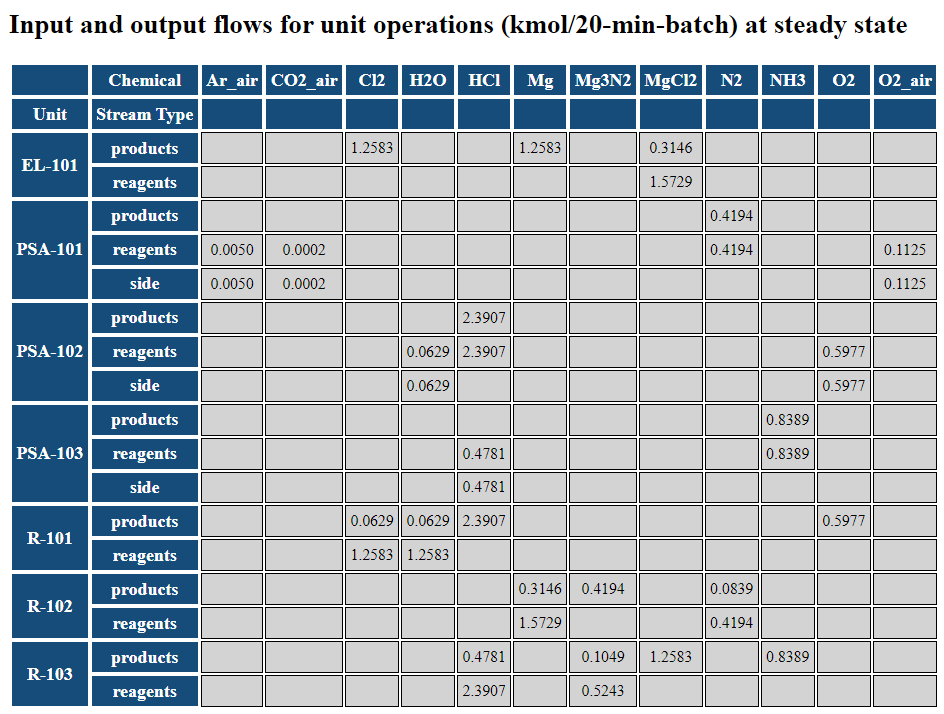 Input and output flows for unit operations (kmol/20-min-batch) at steady state
Chemical Ar_air CO2_air Cl2 H2O HCl Mg Mg3N2 MgCl2 N2 NH3 O2 O2_air
Unit Stream Type
EL-101 products 1.2583 1.2583 0.3146
reagents 1.5729
PSA-101 products 0.4194
reagents 0.0050 0.0002 0.4194 0.1125
side 0.0050 0.0002 0.1125
PSA-102 products 2.3907
reagents 0.0629 2.3907 0.5977
side 0.0629 0.5977
PSA-103 products 0.8389
reagents 0.4781 0.8389
side 0.4781
R-101 products 0.0629 0.0629 2.3907 0.5977
reagents 1.2583 1.2583
R-102 products 0.3146 0.4194 0.0839
reagents 1.5729 0.4194
R-103 products 0.4781 0.1049 1.2583 0.8389
reagents 2.3907 0.5243